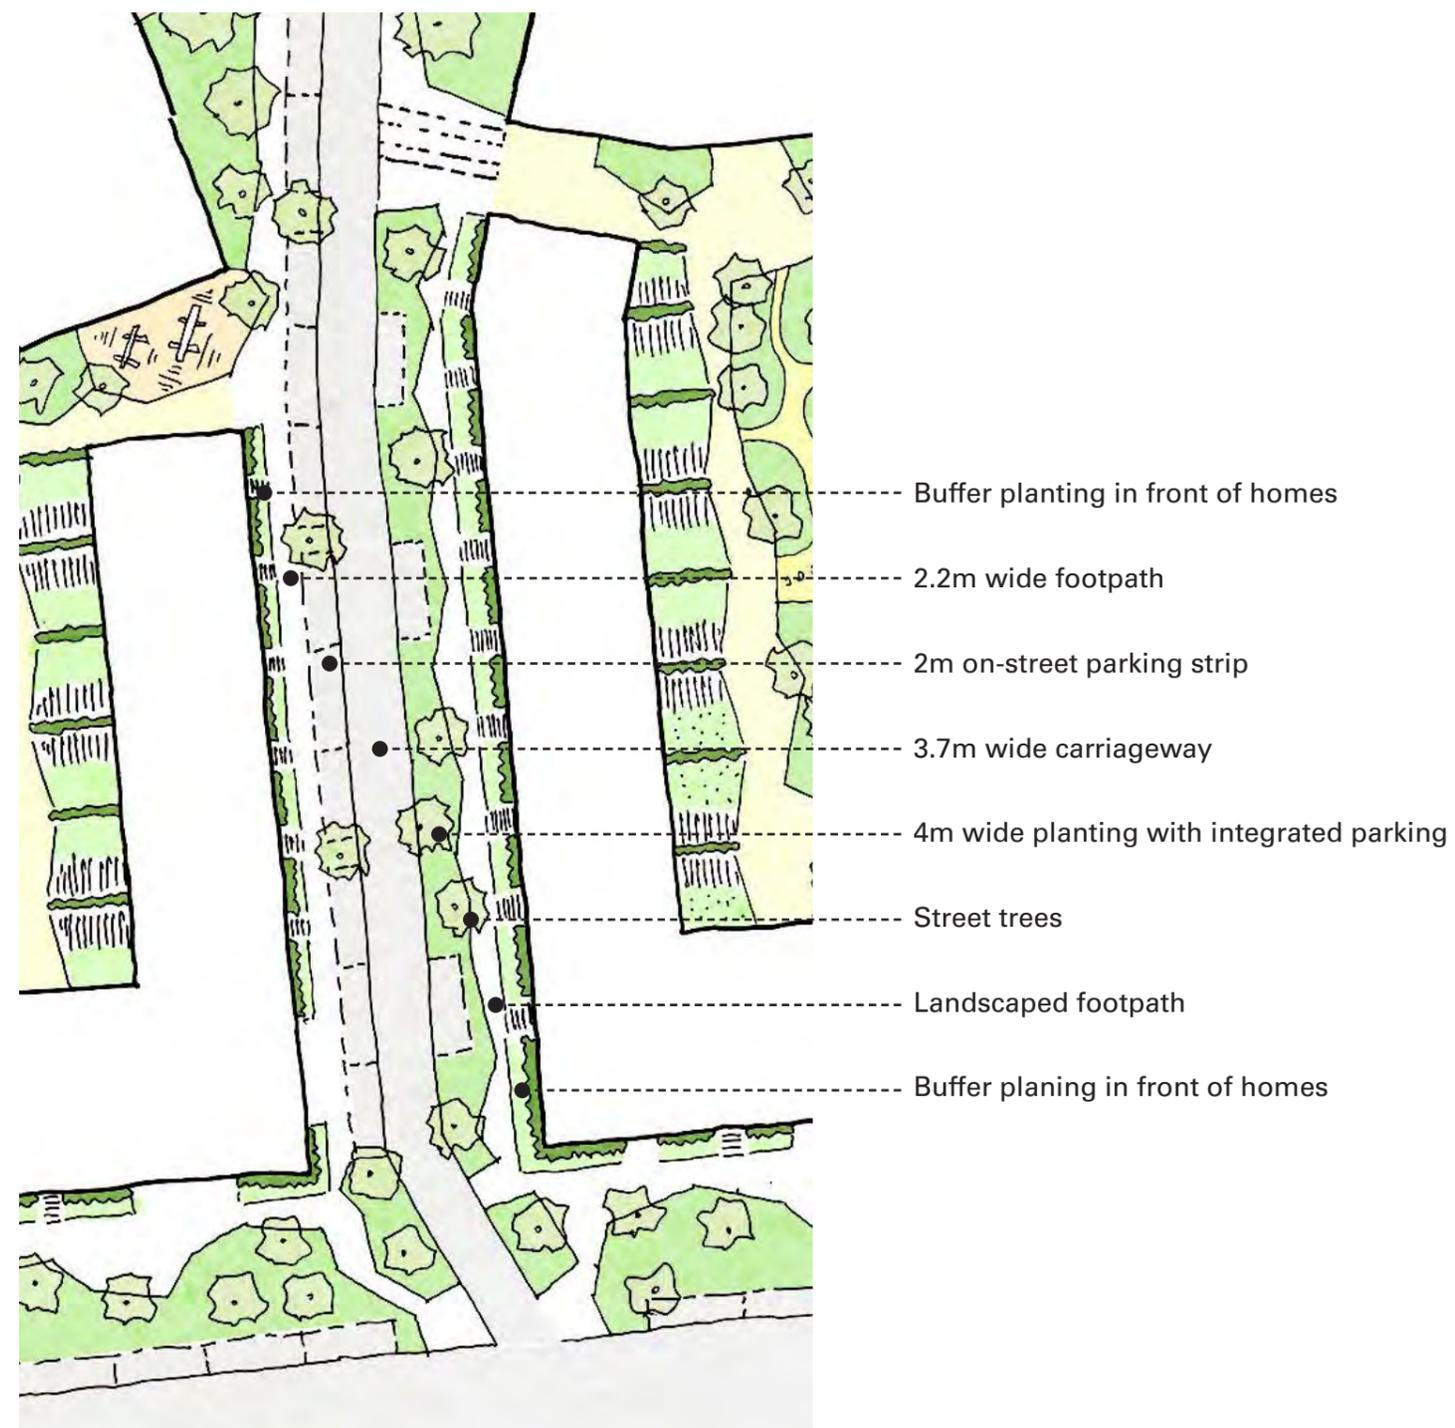 Buffer planting in front of homes
2.2m wide footpath
2m on-street parking strip
3.7m wide carriageway
4m wide planting with integrated parking
Street trees
Landscaped footpath
Buffer planing in front of homes